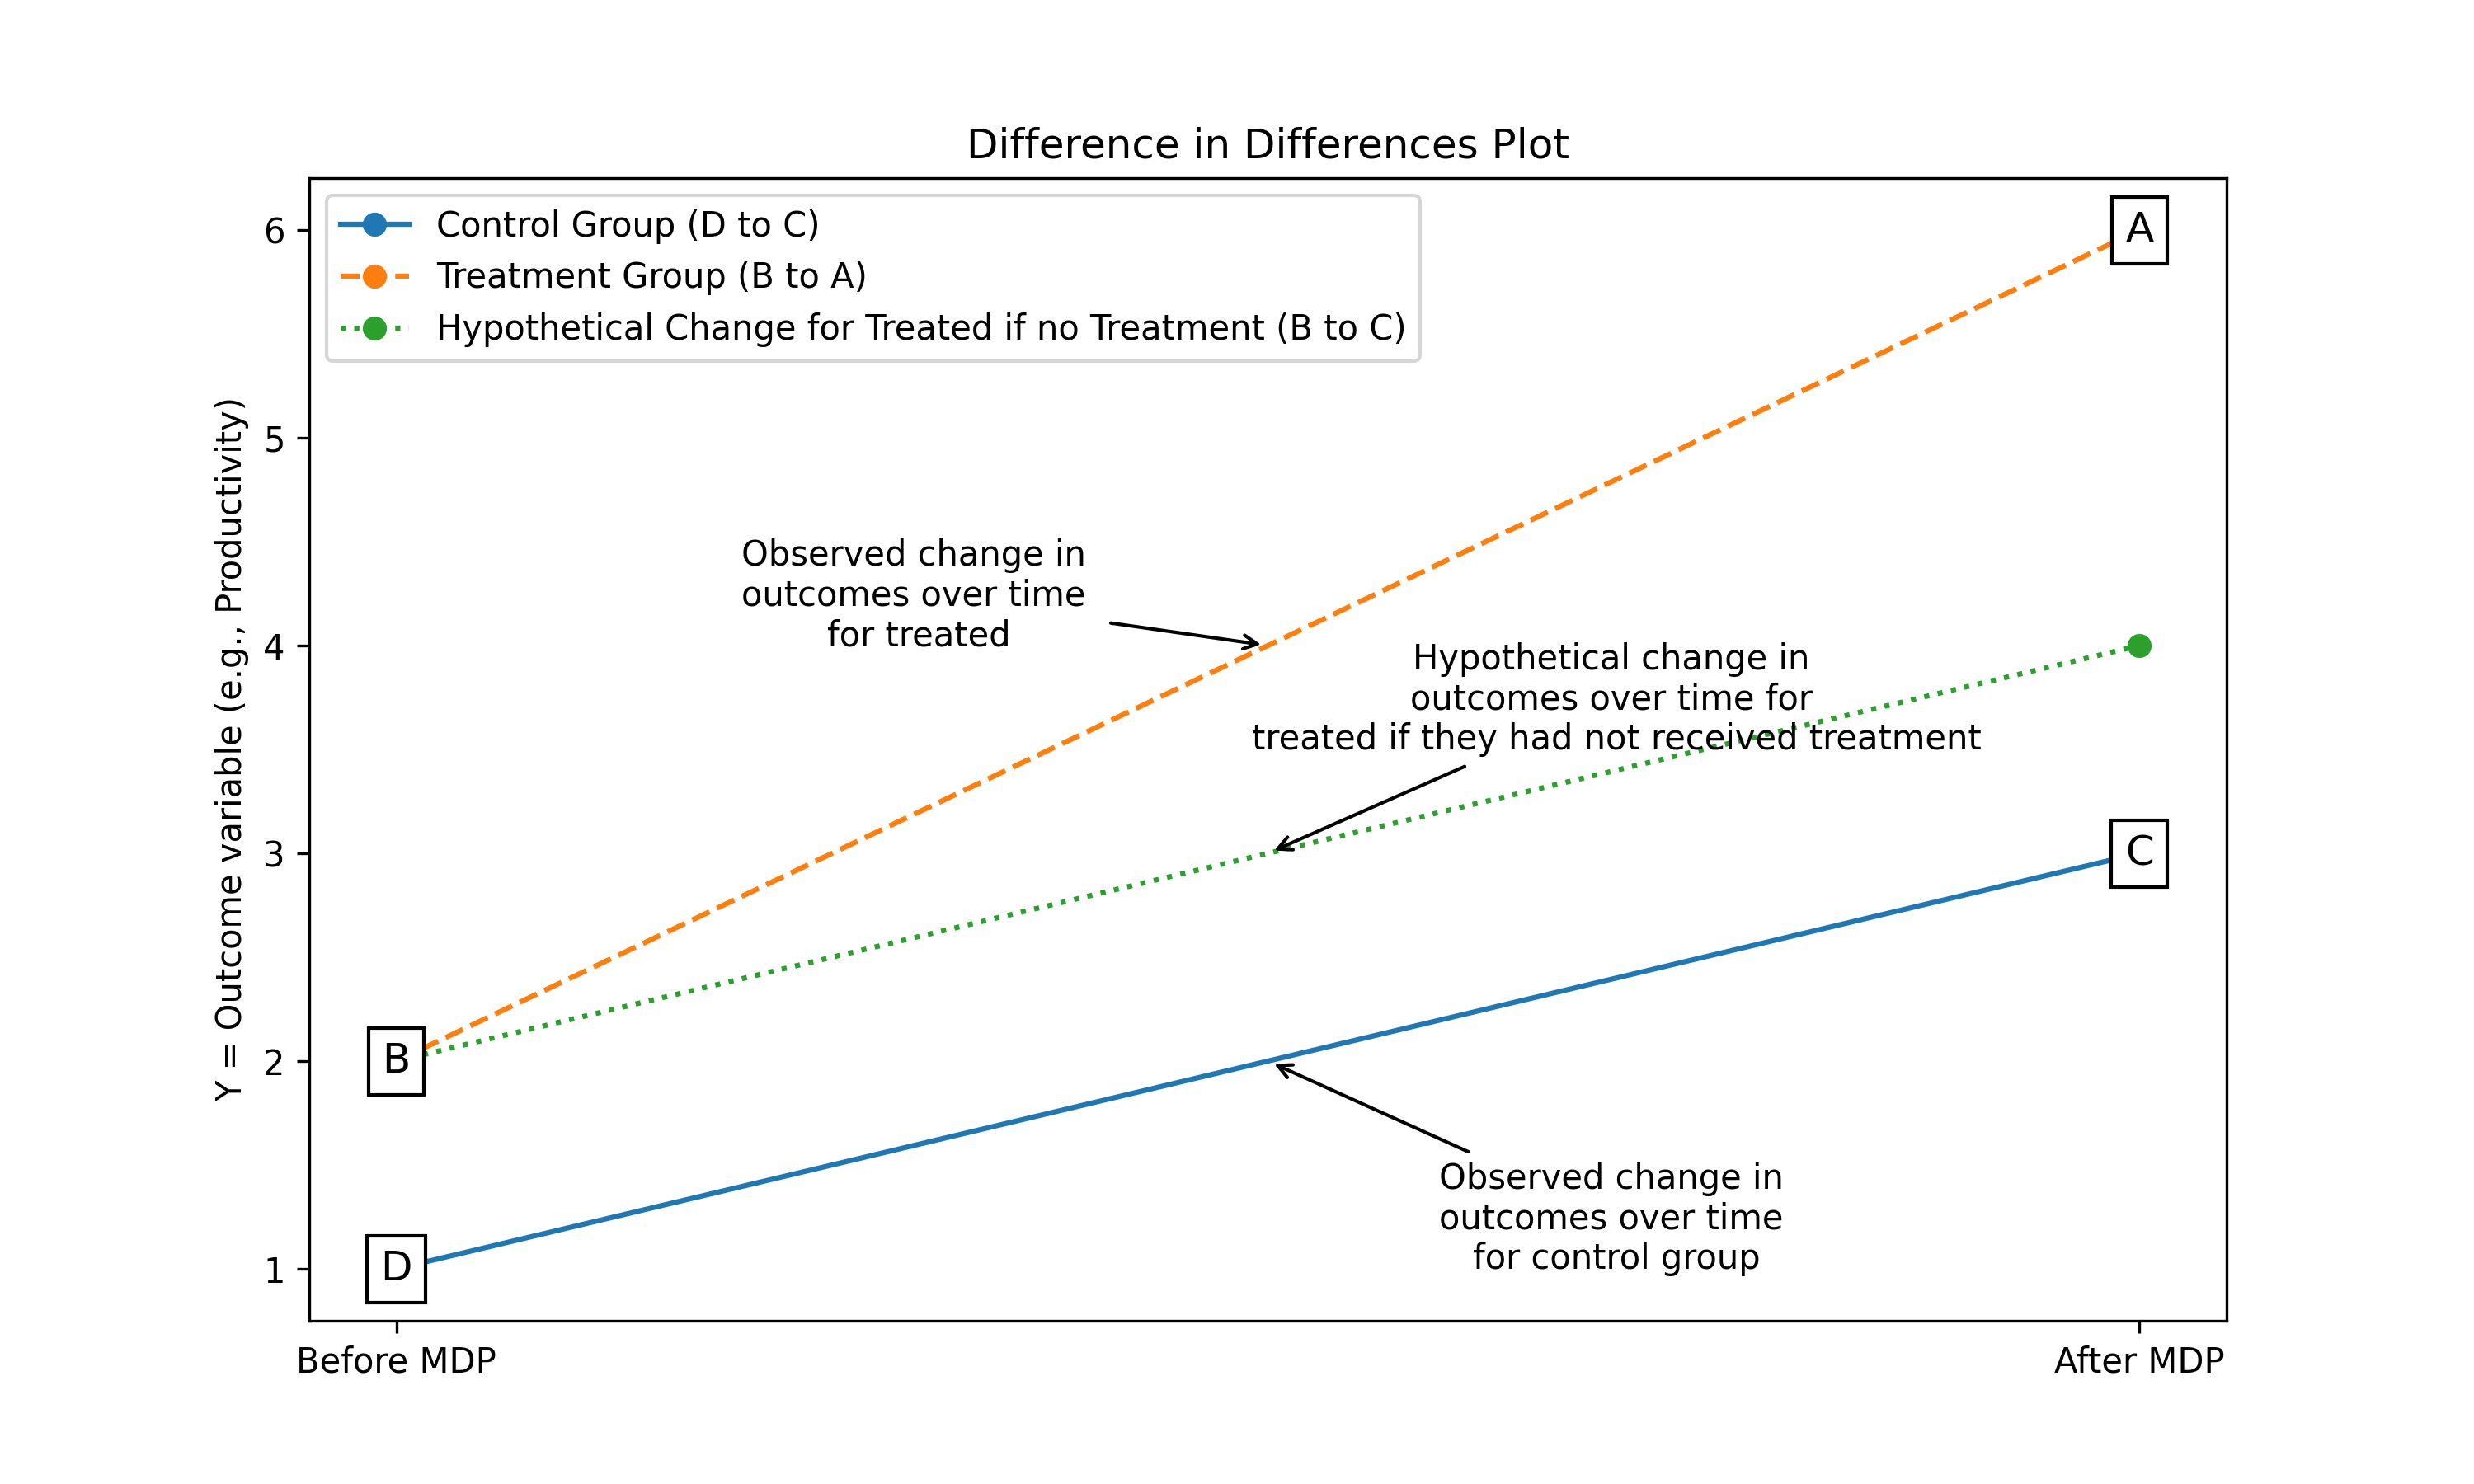 Difference in Differences Plot
Control Group (D to C)
Treatment Group (B to A)
Hypothetical Change for Treated if no Treatment (B to C)
Y = Outcome variable (e.g., Productivity)
6
5
4
3
2
1
A
Observed change in
outcomes over time
for treated
Hypothetical change in
outcomes over time for
treated if they had not received treatment
C
B
Observed change in
outcomes over time
for control group
D
Before MDP
After MDP